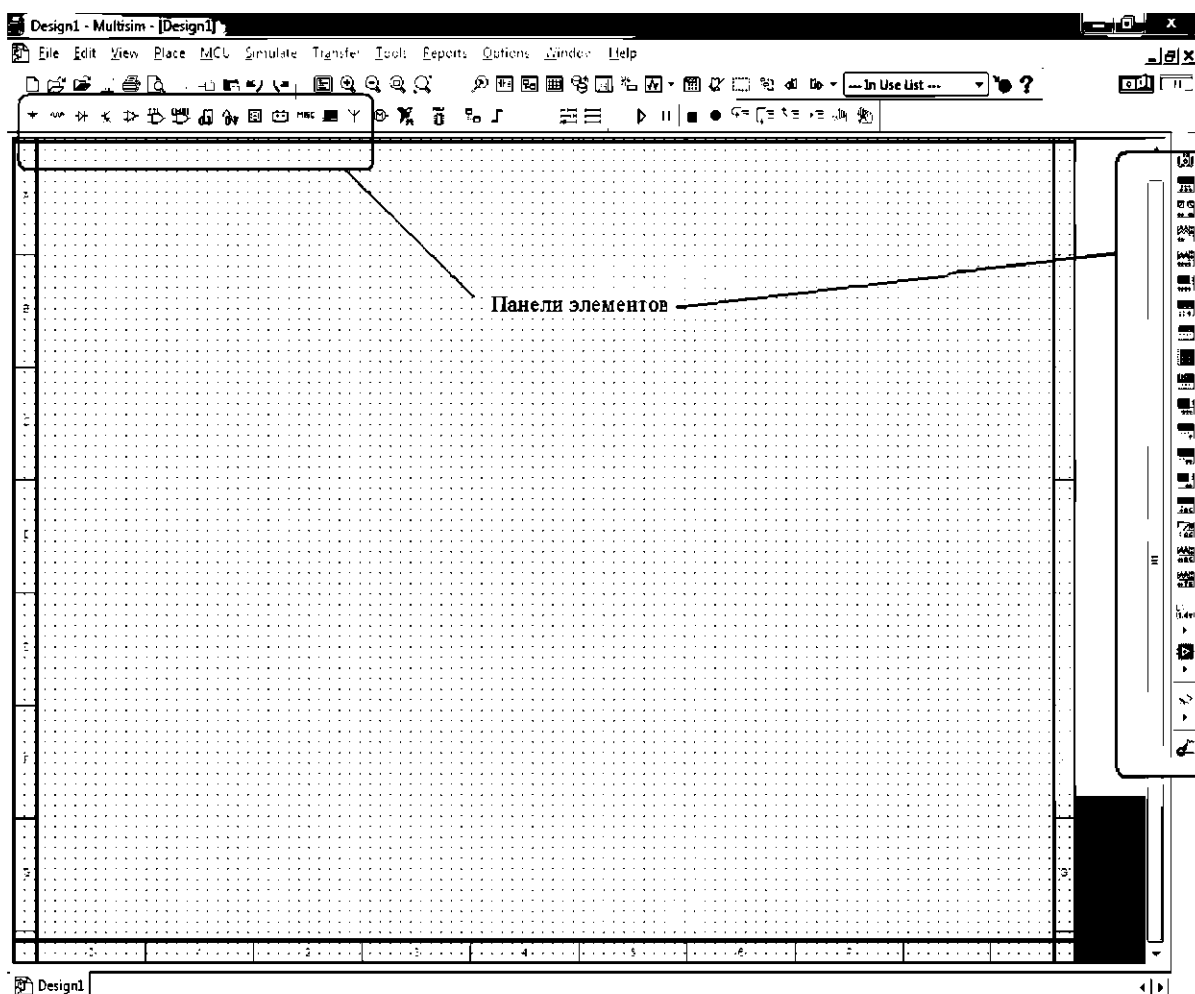 Design1 - Multisim - [Design1]
File Edit View Place MCU Simulate Transfer Tools Reports Options Window Help
--- In Use List ---
MISC
Панели элементов
Design1